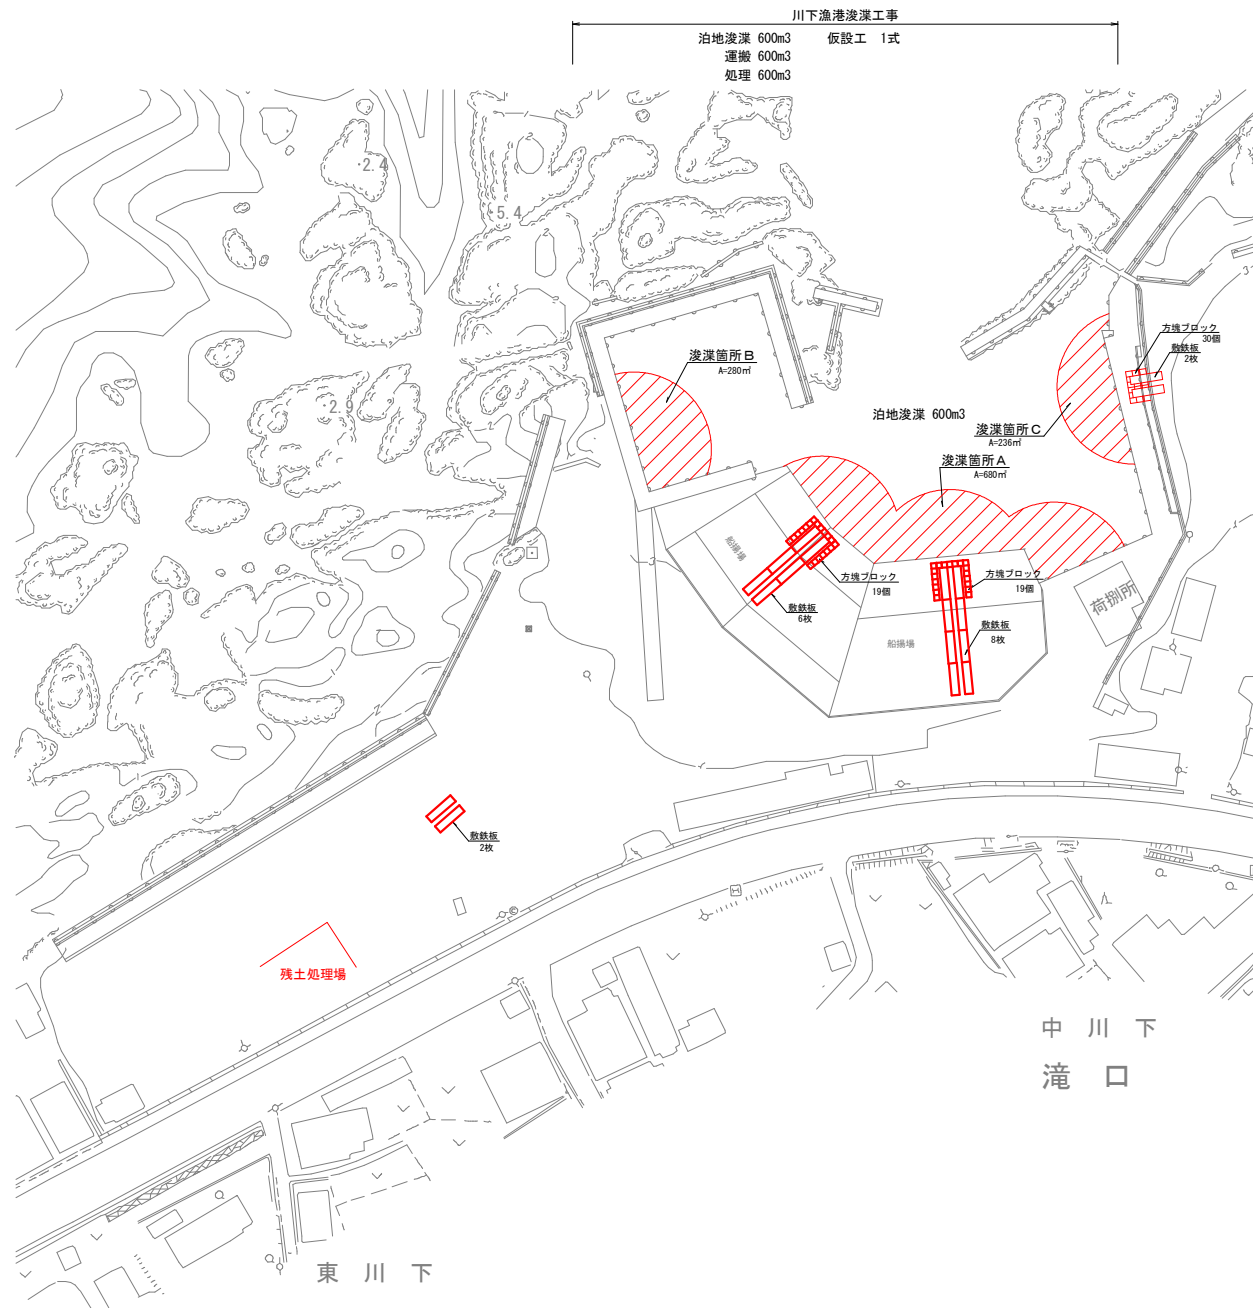 川下漁港浚渫工事
泊地浚渫 600m3 仮設工 1式
運搬 600m3
処理 600m3
2.4
5.4
2.9
浚渫箇所B
A=280㎡
方塊ブロック
30個
敷鉄板
2枚
泊地浚渫 600m3
浚渫箇所C
A=236㎡
浚渫箇所A
A=680㎡
船揚場
方塊ブロック
19個
敷鉄板
6枚
方塊ブロック
19個
荷捌所
敷鉄板
8枚
船揚場
敷鉄板
2枚
残土処理場
中川下
滝口
東川下